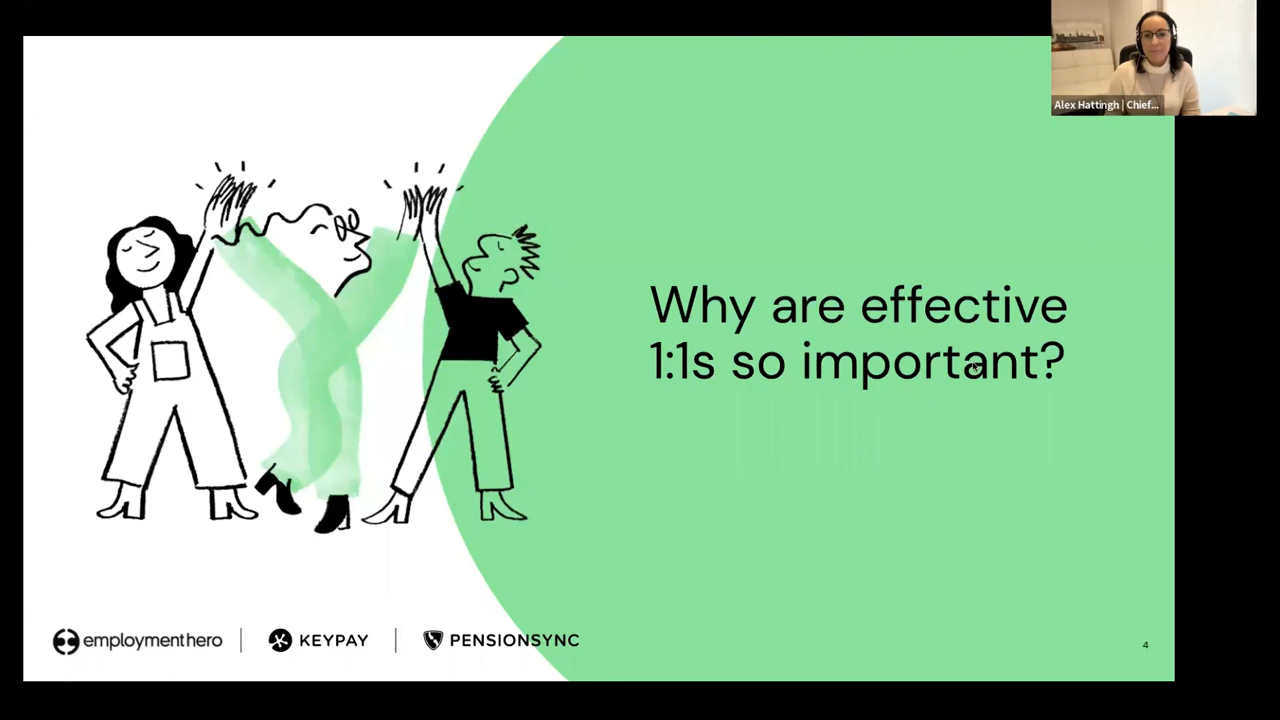 Alex Hattingh | Chief...
Why are effective
1:1s so important?
employmenthero | KEYPAY | PENSIONSYNC
4